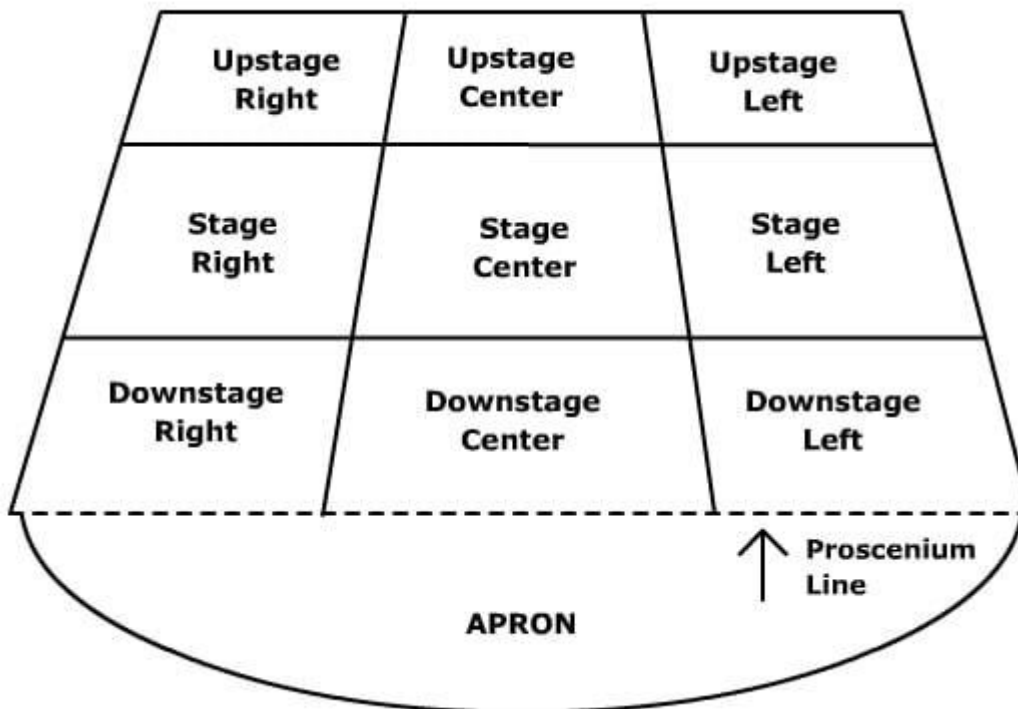 Upstage
Right
Upstage
Center
Upstage
Left
Stage
Right
Stage
Center
Stage
Left
Downstage
Right
Downstage
Center
Downstage
Left
Proscenium
Line
APRON